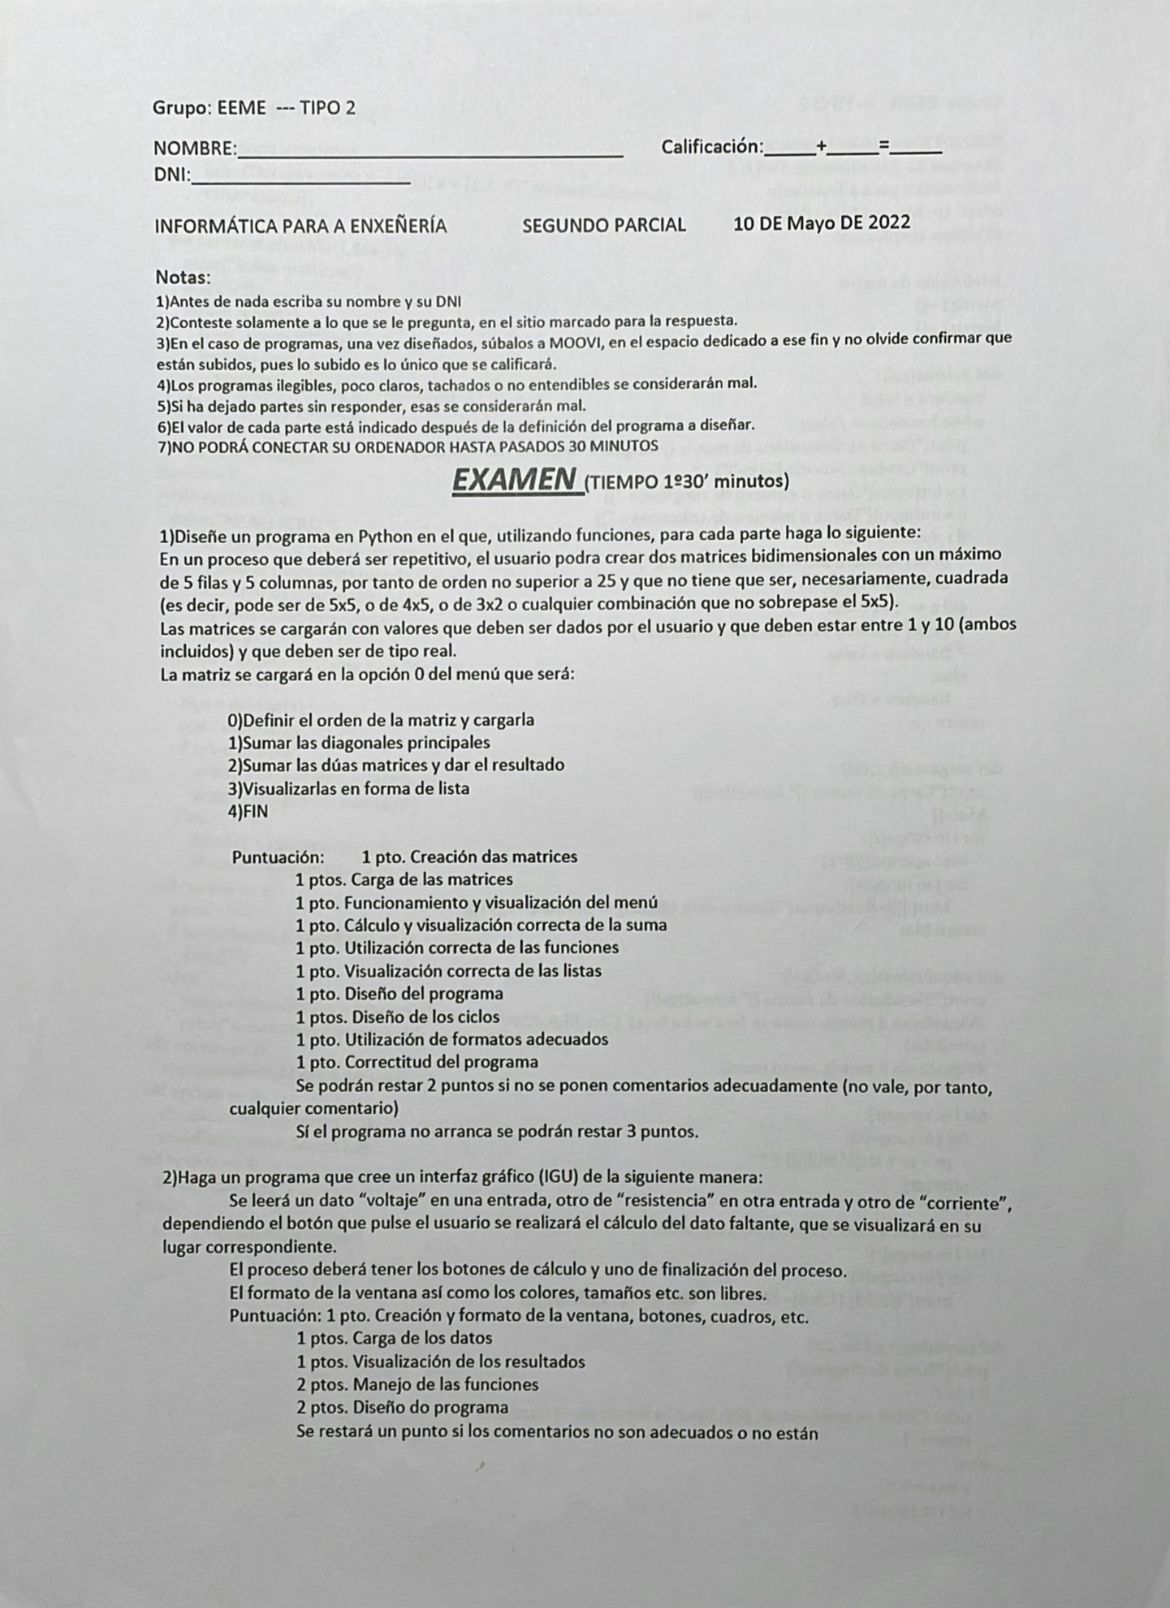 Grupo: EEME --- TIPO 2
NOMBRE:______________________ Calificación:_____+_____=_____
DNI:______________________
INFORMÁTICA PARA A ENXEÑERÍA SEGUNDO PARCIAL 10 DE Mayo DE 2022
Notas:
1)Antes de nada escriba su nombre y su DNI
2)Conteste solamente a lo que se le pregunta, en el sitio marcado para la respuesta.
3)En el caso de programas, una vez diseñados, súbalos a MOOVI, en el espacio dedicado a ese fin y no olvide confirmar que
están subidos, pues lo subido es lo único que se calificará.
4)Los programas ilegibles, poco claros, tachados o no entendibles se considerarán mal.
5)Si ha dejado partes sin responder, esas se considerarán mal.
6)El valor de cada parte está indicado después de la definición del programa a diseñar.
7)NO PODRÁ CONECTAR SU ORDENADOR HASTA PASADOS 30 MINUTOS
EXAMEN (TIEMPO 1º30’ minutos)
1)Diseñe un programa en Python en el que, utilizando funciones, para cada parte haga lo siguiente:
En un proceso que deberá ser repetitivo, el usuario podra crear dos matrices bidimensionales con un máximo
de 5 filas y 5 columnas, por tanto de orden no superior a 25 y que no tiene que ser, necesariamente, cuadrada
(es decir, pode ser de 5x5, o de 4x5, o de 3x2 o cualquier combinación que no sobrepase el 5x5).
Las matrices se cargarán con valores que deben ser dados por el usuario y que deben estar entre 1 y 10 (ambos
incluidos) y que deben ser de tipo real.
La matriz se cargará en la opción 0 del menú que será:
0)Definir el orden de la matriz y cargarla
1)Sumar las diagonales principales
2)Sumar las dúas matrices y dar el resultado
3)Visualizarlas en forma de lista
4)FIN
Puntuación: 1 pto. Creación das matrices
1 ptos. Carga de las matrices
1 pto. Funcionamiento y visualización del menú
1 pto. Cálculo y visualización correcta de la suma
1 pto. Utilización correcta de las funciones
1 pto. Visualización correcta de las listas
1 pto. Diseño del programa
1 ptos. Diseño de los ciclos
1 pto. Utilización de formatos adecuados
1 pto. Correctitud del programa
Se podrán restar 2 puntos si no se ponen comentarios adecuadamente (no vale, por tanto,
cualquier comentario)
Sí el programa no arranca se podrán restar 3 puntos.
2)Haga un programa que cree un interfaz gráfico (IGU) de la siguiente manera:
Se leerá un dato “voltaje” en una entrada, otro de “resistencia” en otra entrada y otro de “corriente”,
dependiendo el botón que pulse el usuario se realizará el cálculo del dato faltante, que se visualizará en su
lugar correspondiente.
El proceso deberá tener los botones de cálculo y uno de finalización del proceso.
El formato de la ventana así como los colores, tamaños etc. son libres.
Puntuación: 1 pto. Creación y formato de la ventana, botones, cuadros, etc.
1 ptos. Carga de los datos
1 ptos. Visualización de los resultados
2 ptos. Manejo de las funciones
2 ptos. Diseño do programa
Se restará un punto si los comentarios no son adecuados o no están